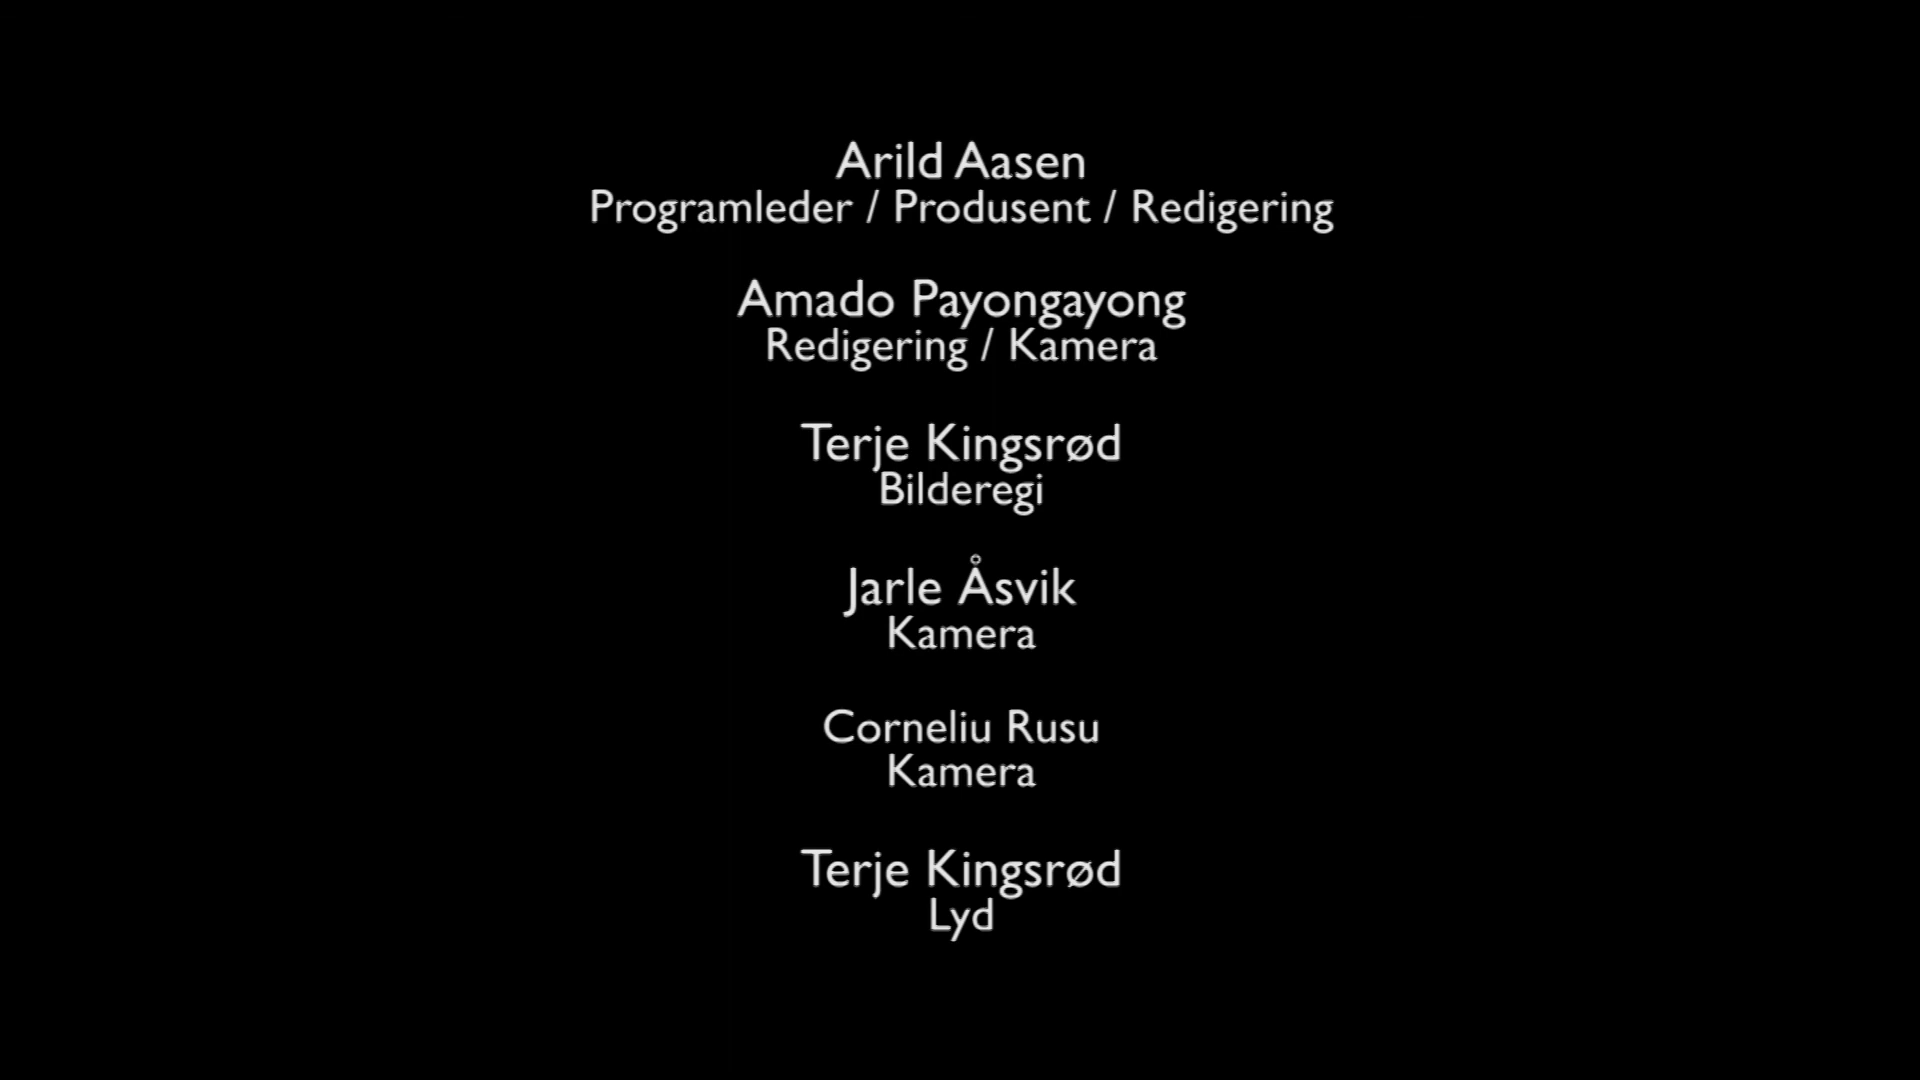 Arild Aasen
Programleder / Produsent / Redigering
Amado Payongayong
Redigering / Kamera
Terje Kingsrød
Bilderegi
Jarle Åsvik
Kamera
Corneliu Rusu
Kamera
Terje Kingsrød
Lyd